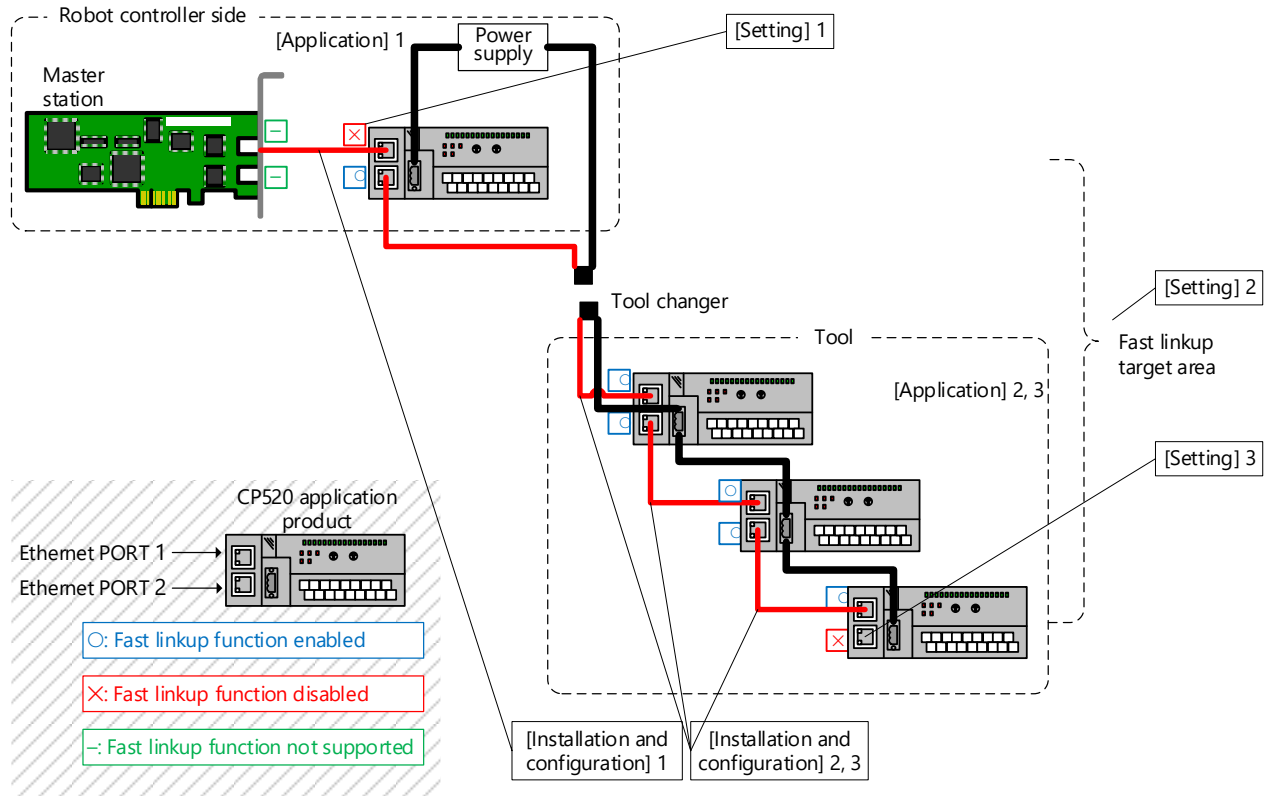 Robot controller side
[Application] 1
Power
supply
[Setting] 1
Master
station
[Setting] 2
Tool changer
Fast linkup
target area
Tool
[Application] 2, 3
[Setting] 3
CP520 application
product
Ethernet PORT 1
Ethernet PORT 2
○: Fast linkup function enabled
×: Fast linkup function disabled
−: Fast linkup function not supported
[Installation and
configuration] 1
[Installation and
configuration] 2, 3